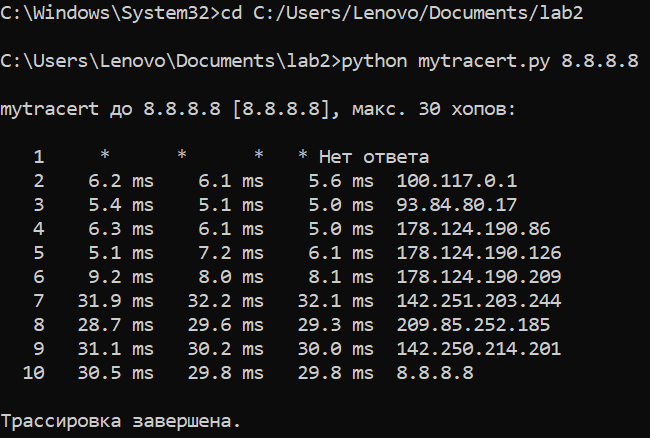 C:\Windows\System32>cd C:/Users/Lenovo/Documents/lab2
C:\Users\Lenovo\Documents\lab2>python mytracert.py 8.8.8.8
mytracert до 8.8.8.8 [8.8.8.8], макс. 30 хопов:
1 * * * * Нет ответа
2 6.2 ms 6.1 ms 5.6 ms 100.117.0.1
3 5.4 ms 5.1 ms 5.0 ms 93.84.80.17
4 6.3 ms 6.1 ms 5.0 ms 178.124.190.86
5 5.1 ms 7.2 ms 6.1 ms 178.124.190.126
6 9.2 ms 8.0 ms 8.1 ms 178.124.190.209
7 31.9 ms 32.2 ms 32.1 ms 142.251.203.244
8 28.7 ms 29.6 ms 29.3 ms 209.85.252.185
9 31.1 ms 30.2 ms 30.0 ms 142.250.214.201
10 30.5 ms 29.8 ms 29.8 ms 8.8.8.8
Трассировка завершена.